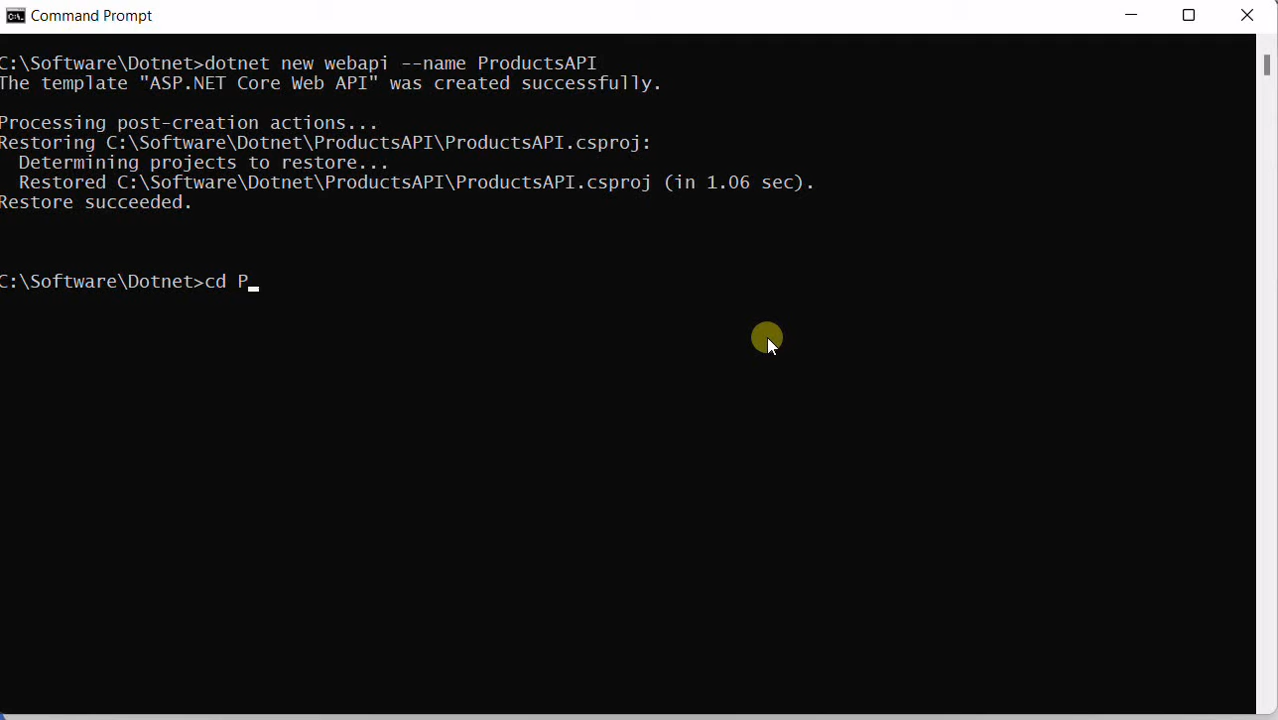 Command Prompt
C:\Software\Dotnet>dotnet new webapi --name ProductsAPI
The template "ASP.NET Core Web API" was created successfully.
Processing post-creation actions...
Restoring C:\Software\Dotnet\ProductsAPI\ProductsAPI.csproj:
  Determining projects to restore...
  Restored C:\Software\Dotnet\ProductsAPI\ProductsAPI.csproj (in 1.06 sec).
Restore succeeded.
C:\Software\Dotnet>cd P